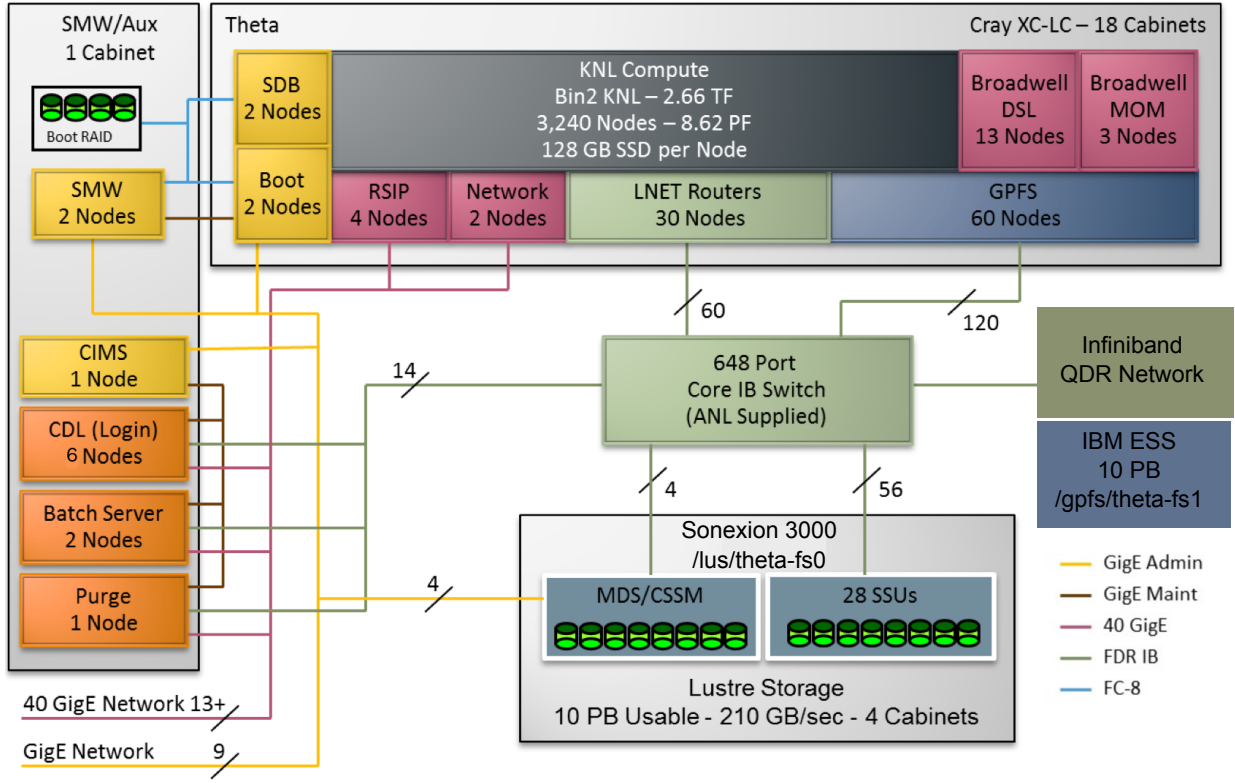 SMW/Aux
1 Cabinet
Boot RAID
SMW
2 Nodes
CIMS
1 Node
CDL (Login)
6 Nodes
Batch Server
2 Nodes
Purge
1 Node
Theta
Cray XC-LC – 18 Cabinets
SDB
2 Nodes
Boot
2 Nodes
KNL Compute
Bin2 KNL – 2.66 TF
3,240 Nodes – 8.62 PF
128 GB SSD per Node
Broadwell
DSL
13 Nodes
Broadwell
MOM
3 Nodes
RSIP
4 Nodes
Network
2 Nodes
LNET Routers
30 Nodes
GPFS
60 Nodes
60
120
14
648 Port
Core IB Switch
(ANL Supplied)
Infiniband
QDR Network
IBM ESS
10 PB
/gpfs/theta-fs1
4
56
4
Sonexion 3000
/lus/theta-fs0
MDS/CSSM
28 SSUs
Lustre Storage
10 PB Usable - 210 GB/sec - 4 Cabinets
GigE Admin
GigE Maint
40 GigE
FDR IB
FC-8
40 GigE Network 13+
GigE Network 9